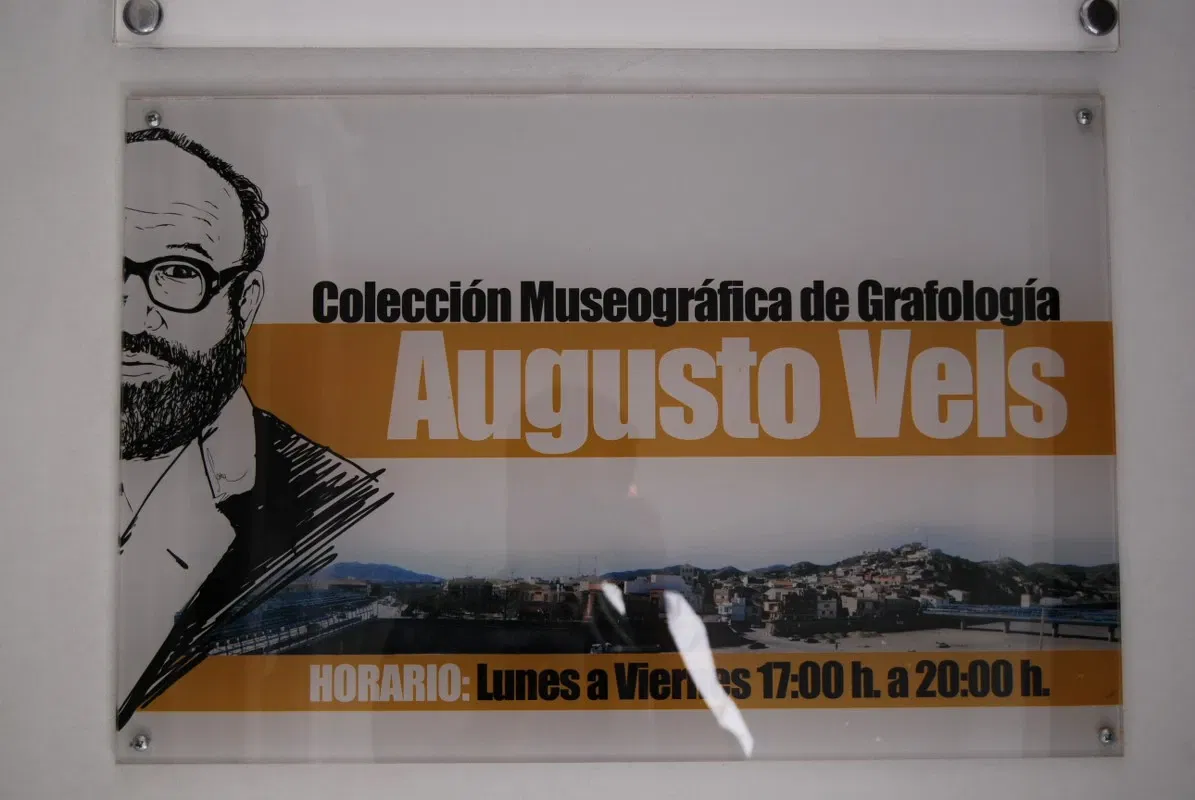 Colección Museográfica de Grafología
Augusto Vels
HORARIO: Lunes a Viernes 17:00 h. a 20:00 h.